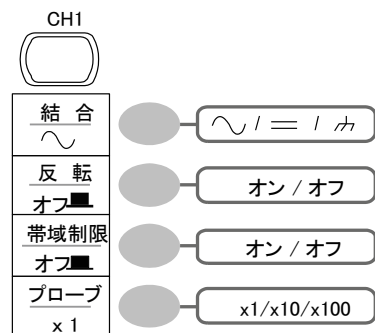 CH1
結 合
∿ / ⎓ / ⏚
反 転
オフ
オン / オフ
帯域制限
オフ
オン / オフ
プローブ
x 1
x1/x10/x100